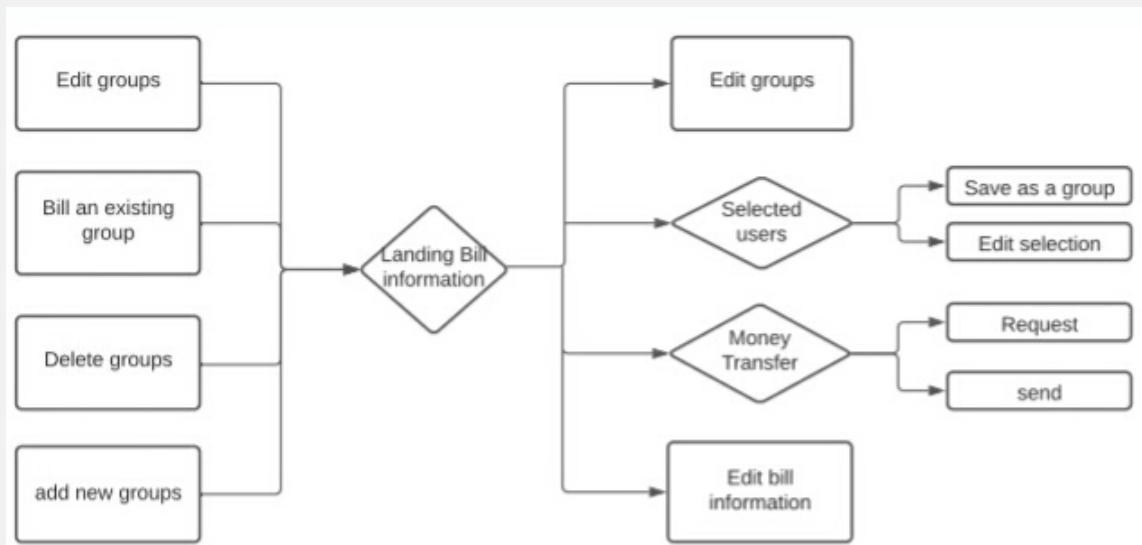 Edit groups
Bill an existing
group
Delete groups
add new groups
Landing Bill
information
Edit groups
Selected
users
Save as a group
Edit selection
Money
Transfer
Request
send
Edit bill
information